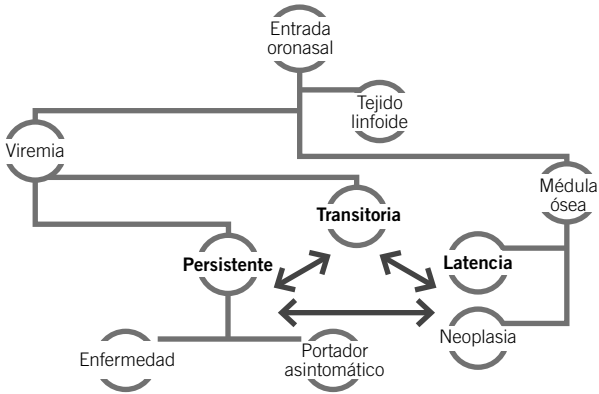 Entrada
oronasal
Tejido
linfoide
Viremia
Médula
ósea
Transitoria
Persistente
Latencia
Neoplasia
Enfermedad
Portador
asintomático